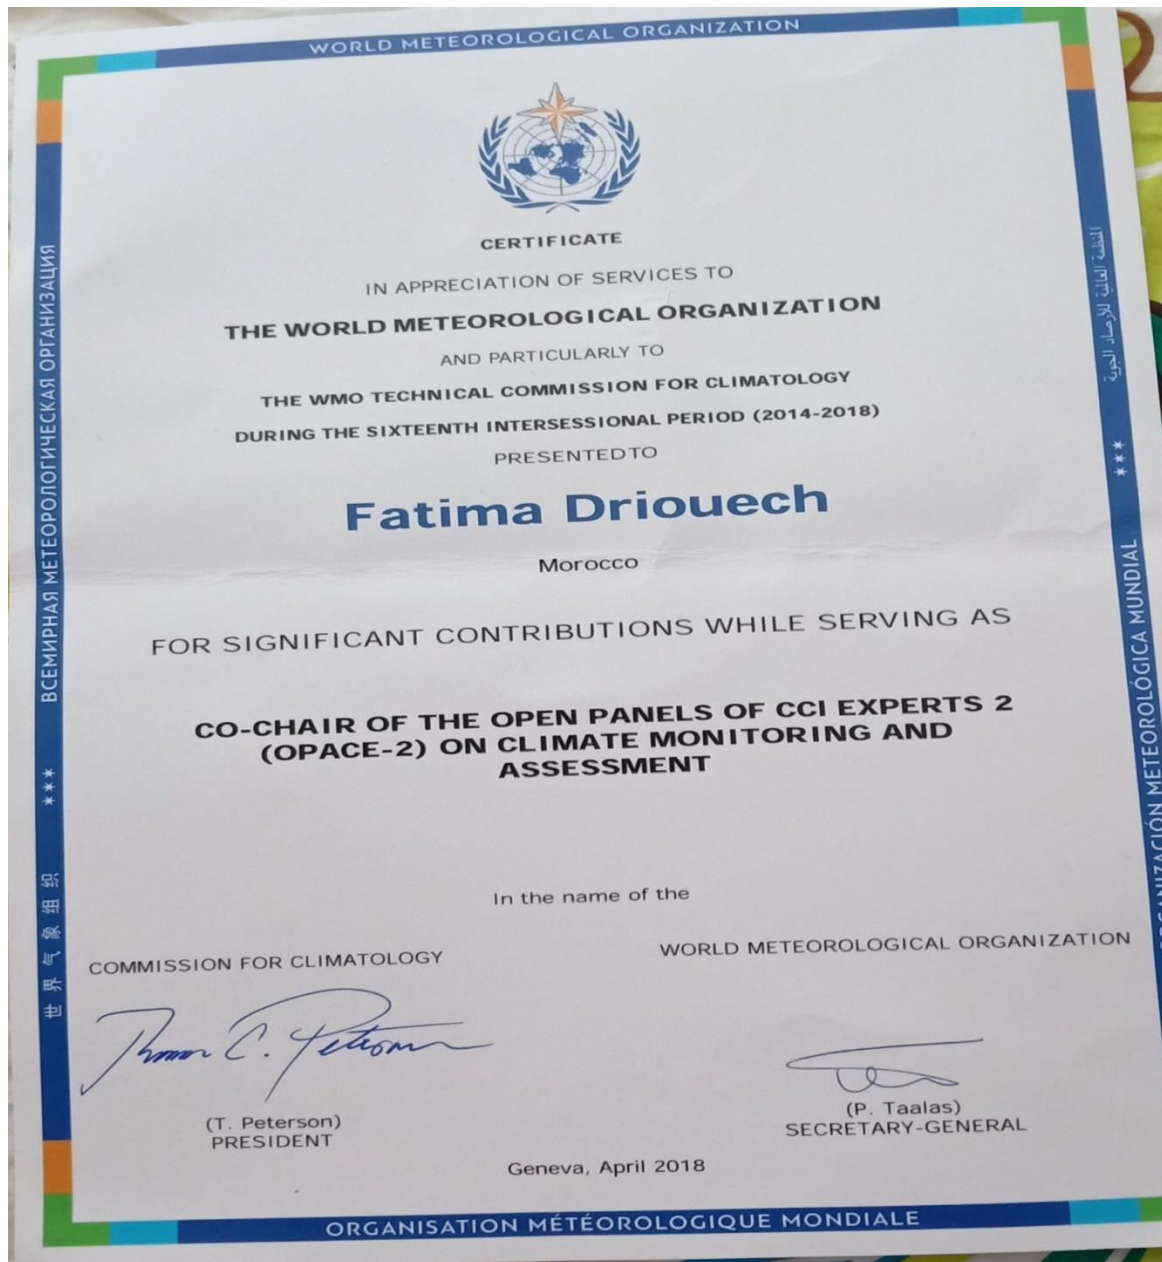 WORLD METEOROLOGICAL ORGANIZATION
CERTIFICATE
IN APPRECIATION OF SERVICES TO
THE WORLD METEOROLOGICAL ORGANIZATION
AND PARTICULARLY TO
THE WMO TECHNICAL COMMISSION FOR CLIMATOLOGY
DURING THE SIXTEENTH INTERSESSIONAL PERIOD (2014-2018)
PRESENTEDTO
Fatima Driouech
Morocco
FOR SIGNIFICANT CONTRIBUTIONS WHILE SERVING AS
CO-CHAIR OF THE OPEN PANELS OF CCI EXPERTS 2
(OPACE-2) ON CLIMATE MONITORING AND
ASSESSMENT
In the name of the
COMMISSION FOR CLIMATOLOGY
WORLD METEOROLOGICAL ORGANIZATION
Thomas C. Peterson
(T. Peterson)
PRESIDENT
(P. Taalas)
SECRETARY-GENERAL
Geneva, April 2018
ORGANISATION MÉTÉOROLOGIQUE MONDIALE
世界气象组织 *** ВСЕМИРНАЯ МЕТЕОРОЛОГИЧЕСКАЯ ОРГАНИЗАЦИЯ
METEOROLÓGICA MUNDIAL *** المنظمة العالمية للأرصاد الجوية